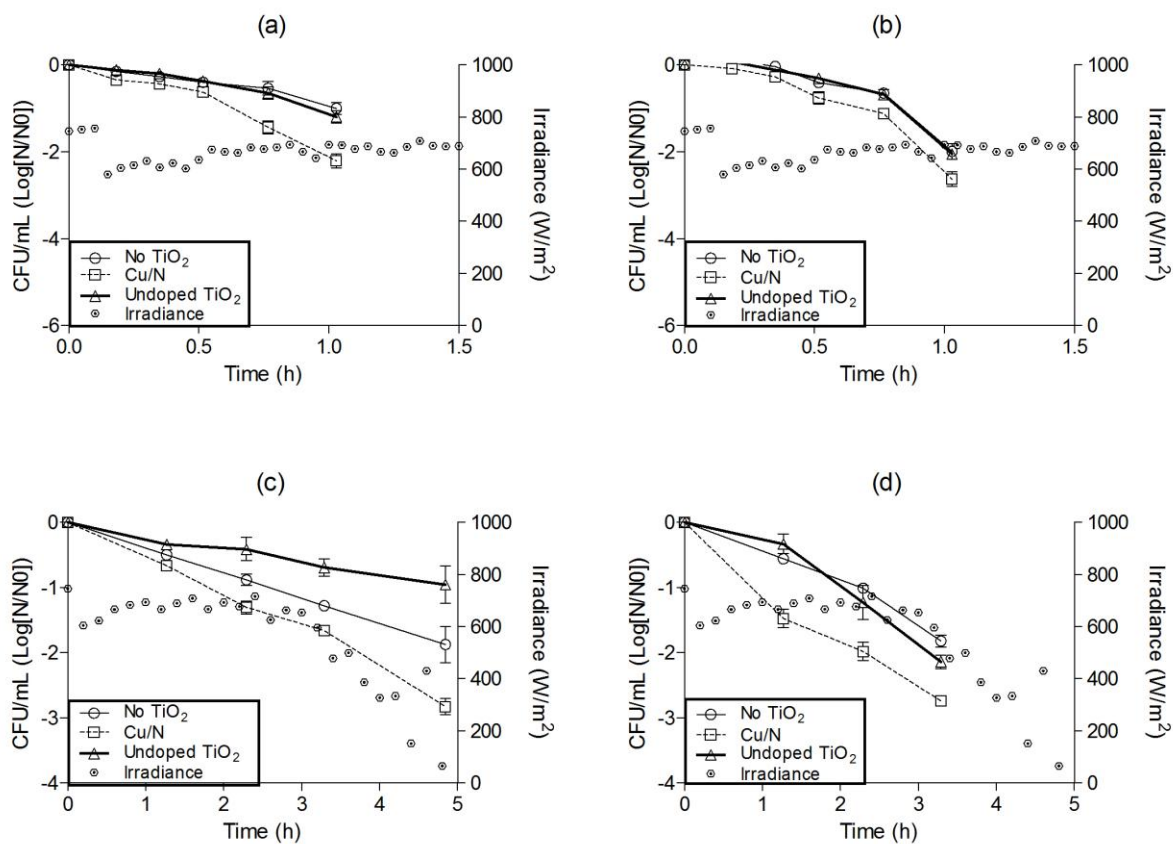 (a)
0
-2
-4
-6
CFU/mL (Log[N/N0])
1000
800
600
400
200
0
Irradiance (W/m²)
No TiO₂
Cu/N
Undoped TiO₂
Irradiance
0.0 0.5 1.0 1.5
Time (h)
(b)
0
-2
-4
-6
CFU/mL (Log[N/N0])
1000
800
600
400
200
0
Irradiance (W/m²)
No TiO₂
Cu/N
Undoped TiO₂
Irradiance
0.0 0.5 1.0 1.5
Time (h)
(c)
0
-1
-2
-3
-4
CFU/mL (Log[N/N0])
1000
800
600
400
200
0
Irradiance (W/m²)
No TiO₂
Cu/N
Undoped TiO₂
Irradiance
0 1 2 3 4 5
Time (h)
(d)
0
-1
-2
-3
-4
CFU/mL (Log[N/N0])
1000
800
600
400
200
0
Irradiance (W/m²)
No TiO₂
Cu/N
Undoped TiO₂
Irradiance
0 1 2 3 4 5
Time (h)